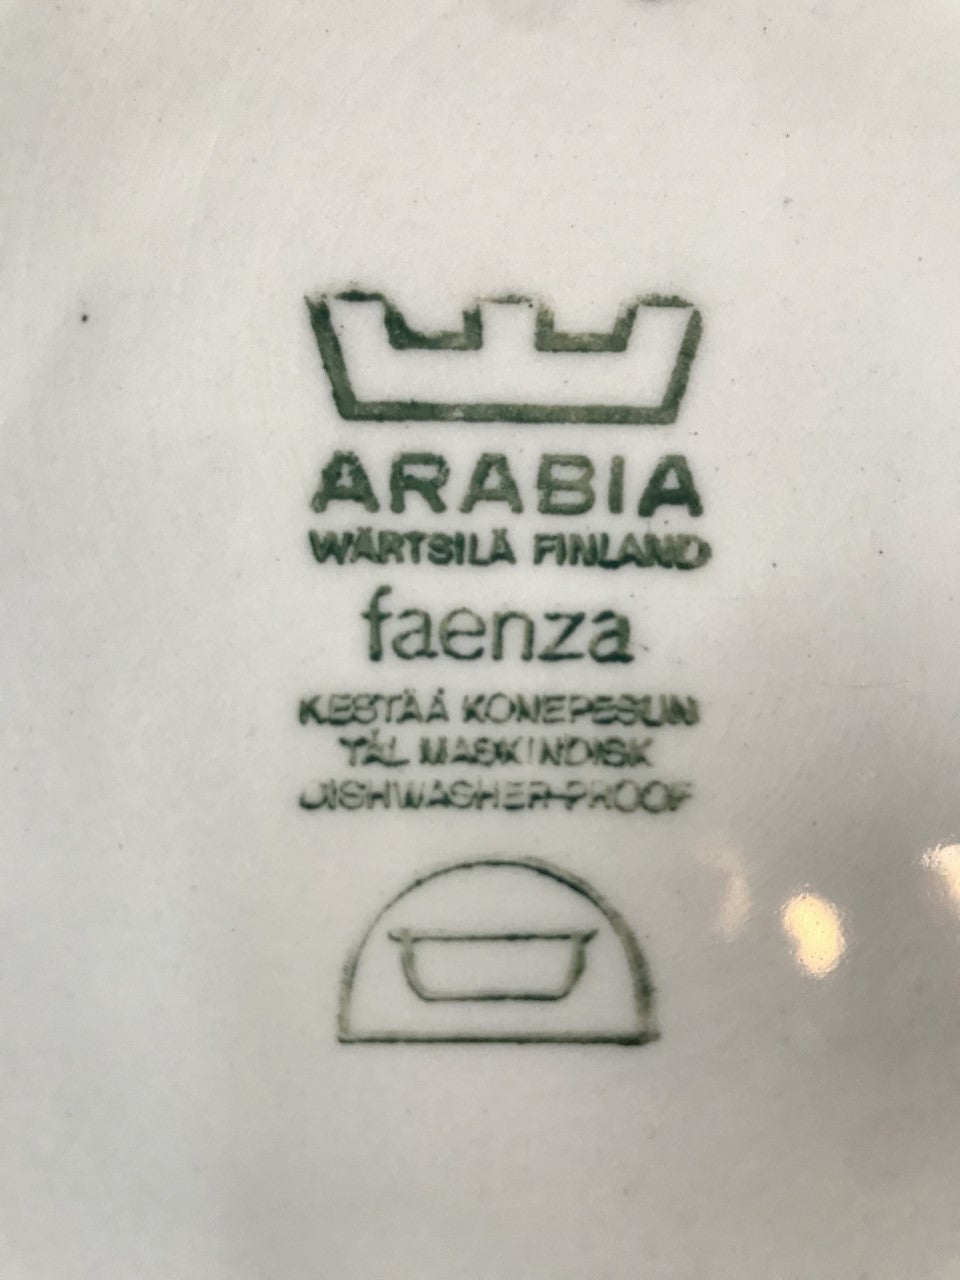 ARABIA
WÄRTSILÄ FINLAND
faenza
KESTÄÄ KONEPESUN
TÅL MASKINDISK
DISHWASHER-PROOF